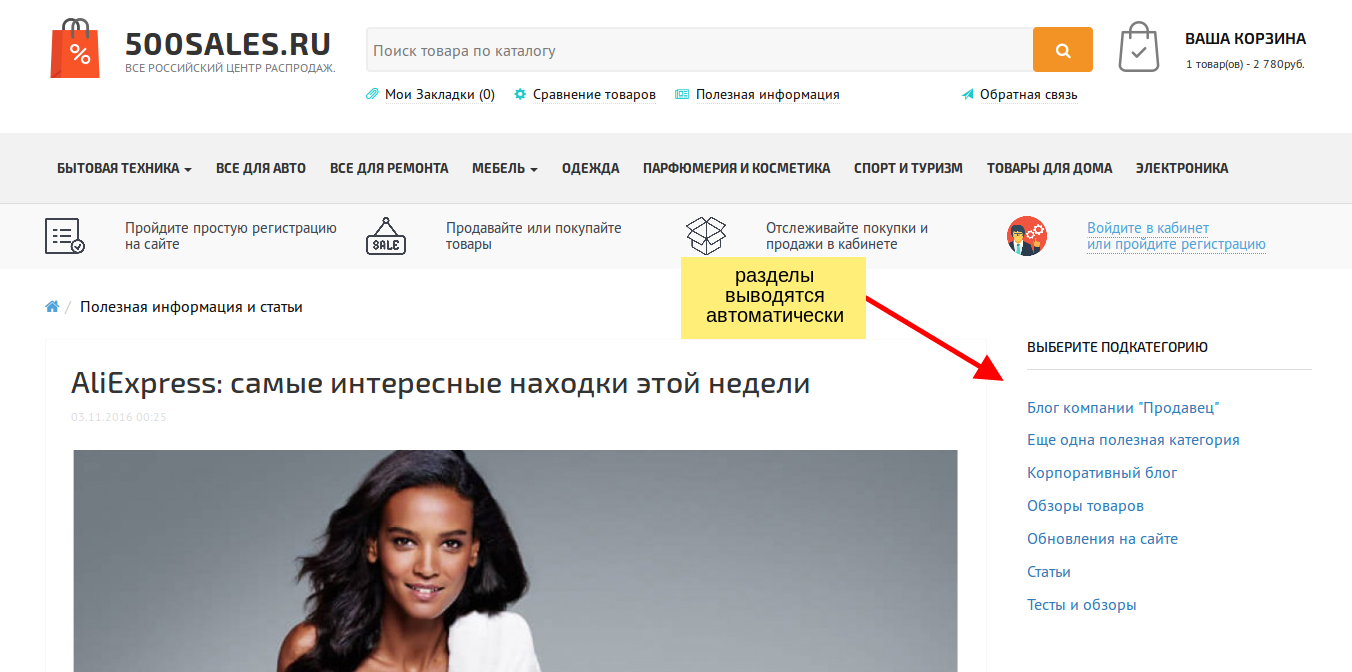 500SALES.RU
ВСЕ РОССИЙСКИЙ ЦЕНТР РАСПРОДАЖ.
%
Поиск товара по каталогу
ВАША КОРЗИНА
1 товар(ов) - 2 780руб.
Мои Закладки (0)
Сравнение товаров
Полезная информация
Обратная связь
БЫТОВАЯ ТЕХНИКА
ВСЕ ДЛЯ АВТО
ВСЕ ДЛЯ РЕМОНТА
МЕБЕЛЬ
ОДЕЖДА
ПАРФЮМЕРИЯ И КОСМЕТИКА
СПОРТ И ТУРИЗМ
ТОВАРЫ ДЛЯ ДОМА
ЭЛЕКТРОНИКА
Пройдите простую регистрацию
на сайте
SALE
Продавайте или покупайте
товары
Отслеживайте покупки и
продажи в кабинете
Войдите в кабинет
или пройдите регистрацию
разделы
выводятся
автоматически
/ Полезная информация и статьи
AliExpress: самые интересные находки этой недели
03.11.2016 00:25
ВЫБЕРИТЕ ПОДКАТЕГОРИЮ
Блог компании "Продавец"
Еще одна полезная категория
Корпоративный блог
Обзоры товаров
Обновления на сайте
Статьи
Тесты и обзоры